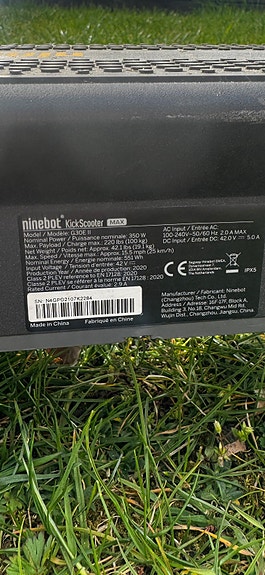 ninebot KickScooter MAX
Model / Modèle: G30E II
Nominal Power / Puissance nominale: 350 W
Max. Payload / Charge max.: 220 lbs (100 kg)
Net Weight / Poids net: Approx. 42.1 lbs (19.1 kg)
Max. Speed / Vitesse max.: Approx. 15.5 mph (25 km/h)
Nominal Energy / Energie nominale: 551 Wh
Input Voltage / Tension d'entrée: 42 V
Production Year / Année de production: 2020
Class 2 PLEV reference to EN 17128: 2020
Classe 2 PLEV se référer à la norme EN 17128: 2020
Rated Current / Courant évalué: 2.9 A
SN: N4GPD2107K2284
Made in China Fabriqué en China
AC Input / Entrée AC:
100-240V~50/60 Hz 2.0 A MAX
DC Input / Entrée DC: 42.0 V 5.0 A
CE
IPX5
Manufacturer / Fabricant: Ninebot
(Changzhou) Tech Co., Ltd.
Address / Adresse: 16F-17F, Block A,
Building 3, No.18, Changwu Mid Rd,
Wujin Dist., Changzhou, Jiangsu, China